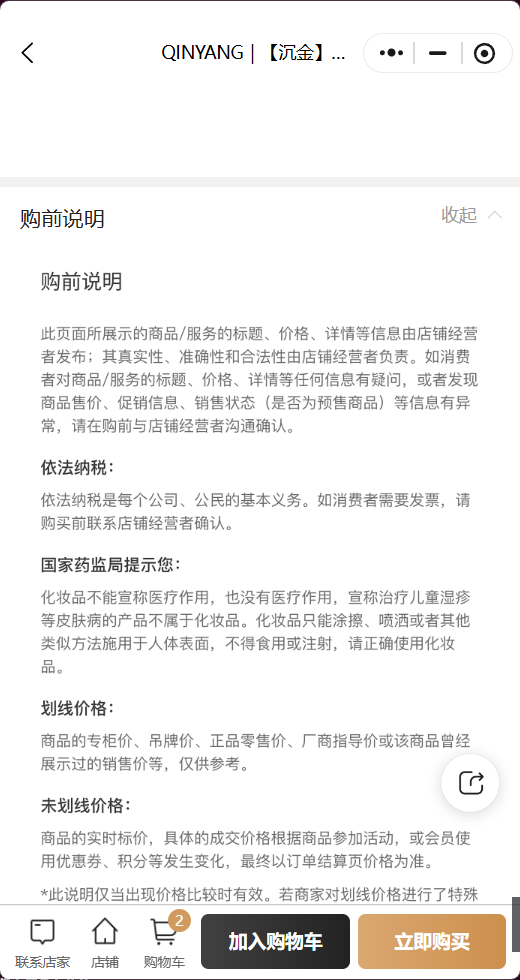 QINYANG | 【沉金】...
购前说明
收起
购前说明
此页面所展示的商品/服务的标题、价格、详情等信息由店铺经营
者发布；其真实性、准确性和合法性由店铺经营者负责。如消费
者对商品/服务的标题、价格、详情等任何信息有疑问，或者发现
商品售价、促销信息、销售状态（是否为预售商品）等信息有异
常，请在购前与店铺经营者沟通确认。
依法纳税：
依法纳税是每个公司、公民的基本义务。如消费者需要发票，请
购买前联系店铺经营者确认。
国家药监局提示您：
化妆品不能宣称医疗作用，也没有医疗作用，宣称治疗儿童湿疹
等皮肤病的产品不属于化妆品。化妆品只能涂擦、喷洒或者其他
类似方法施用于人体表面，不得食用或注射，请正确使用化妆
品。
划线价格：
商品的专柜价、吊牌价、正品零售价、厂商指导价或该商品曾经
展示过的销售价等，仅供参考。
未划线价格：
商品的实时标价，具体的成交价格根据商品参加活动，或会员使
用优惠券、积分等发生变化，最终以订单结算页价格为准。
*此说明仅当出现价格比较时有效。若商家对划线价格进行了特殊
2
联系店家
店铺
购物车
加入购物车
立即购买